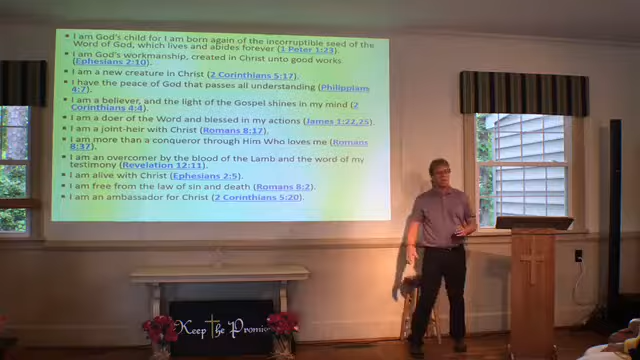 I am God's child for I am born again of the incorruptible seed of the
Word of God, which lives and abides forever (1 Peter 1:23).
I am God's workmanship, created in Christ unto good works
(Ephesians 2:10).
I am a new creature in Christ (2 Corinthians 5:17).
I have the peace of God that passes all understanding (Philippians
4:7).
I am a believer, and the light of the Gospel shines in my mind (2
Corinthians 4:4).
I am a doer of the Word and blessed in my actions (James 1:22,25).
I am a joint-heir with Christ (Romans 8:17).
I am more than a conqueror through Him Who loves me (Romans
8:37).
I am an overcomer by the blood of the Lamb and the word of my
testimony (Revelation 12:11).
I am alive with Christ (Ephesians 2:5).
I am free from the law of sin and death (Romans 8:2).
I am an ambassador for Christ (2 Corinthians 5:20).
Keep the Promise